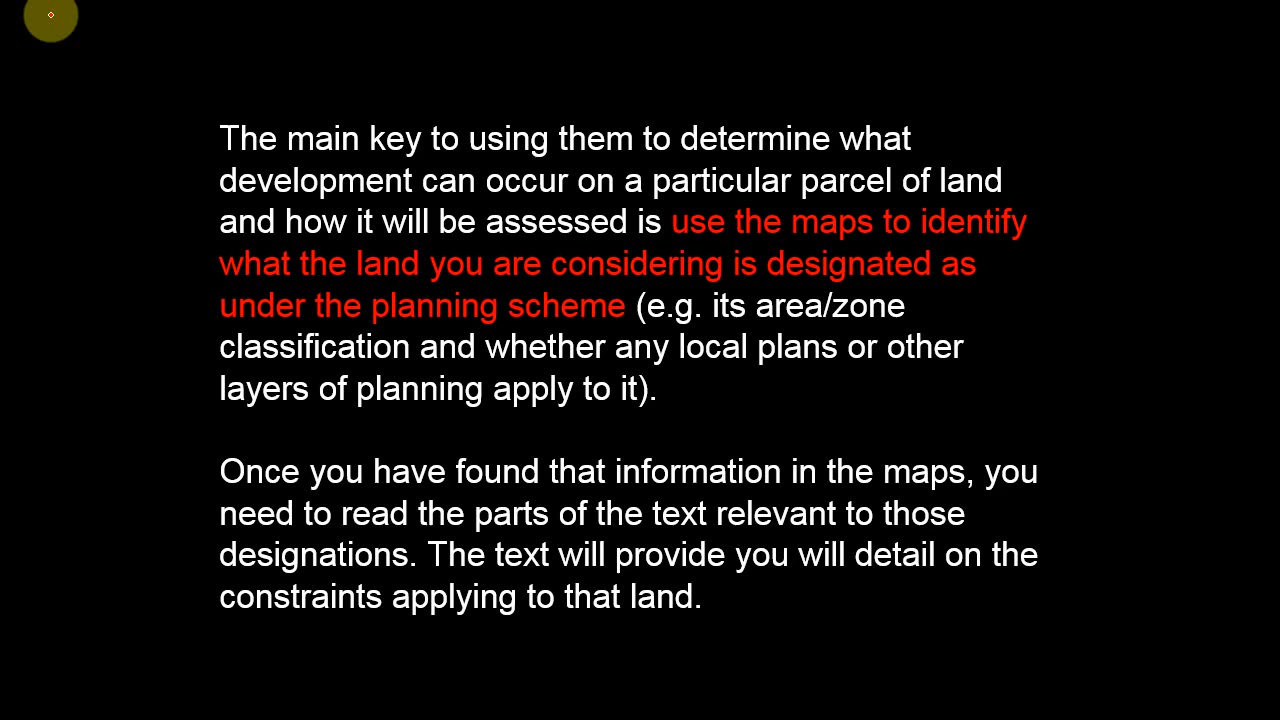 The main key to using them to determine what
development can occur on a particular parcel of land
and how it will be assessed is use the maps to identify
what the land you are considering is designated as
under the planning scheme (e.g. its area/zone
classification and whether any local plans or other
layers of planning apply to it).
Once you have found that information in the maps, you
need to read the parts of the text relevant to those
designations. The text will provide you will detail on the
constraints applying to that land.